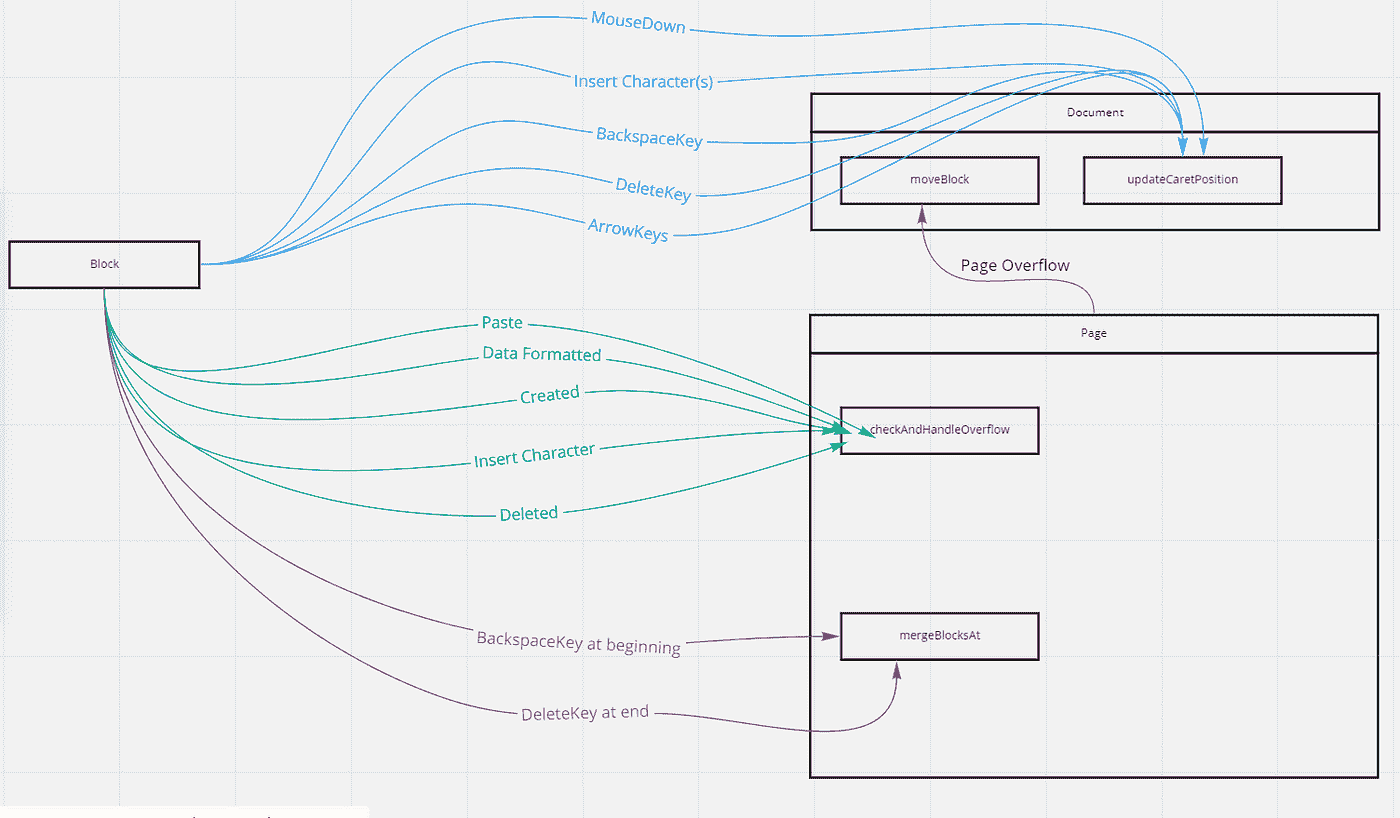 MouseDown
Insert Character(s)
Document
BackspaceKey
moveBlock
updateCaretPosition
DeleteKey
ArrowKeys
Block
Page Overflow
Paste
Page
Data Formatted
Created
checkAndHandleOverflow
Insert Character
Deleted
BackspaceKey at beginning
mergeBlocksAt
DeleteKey at end